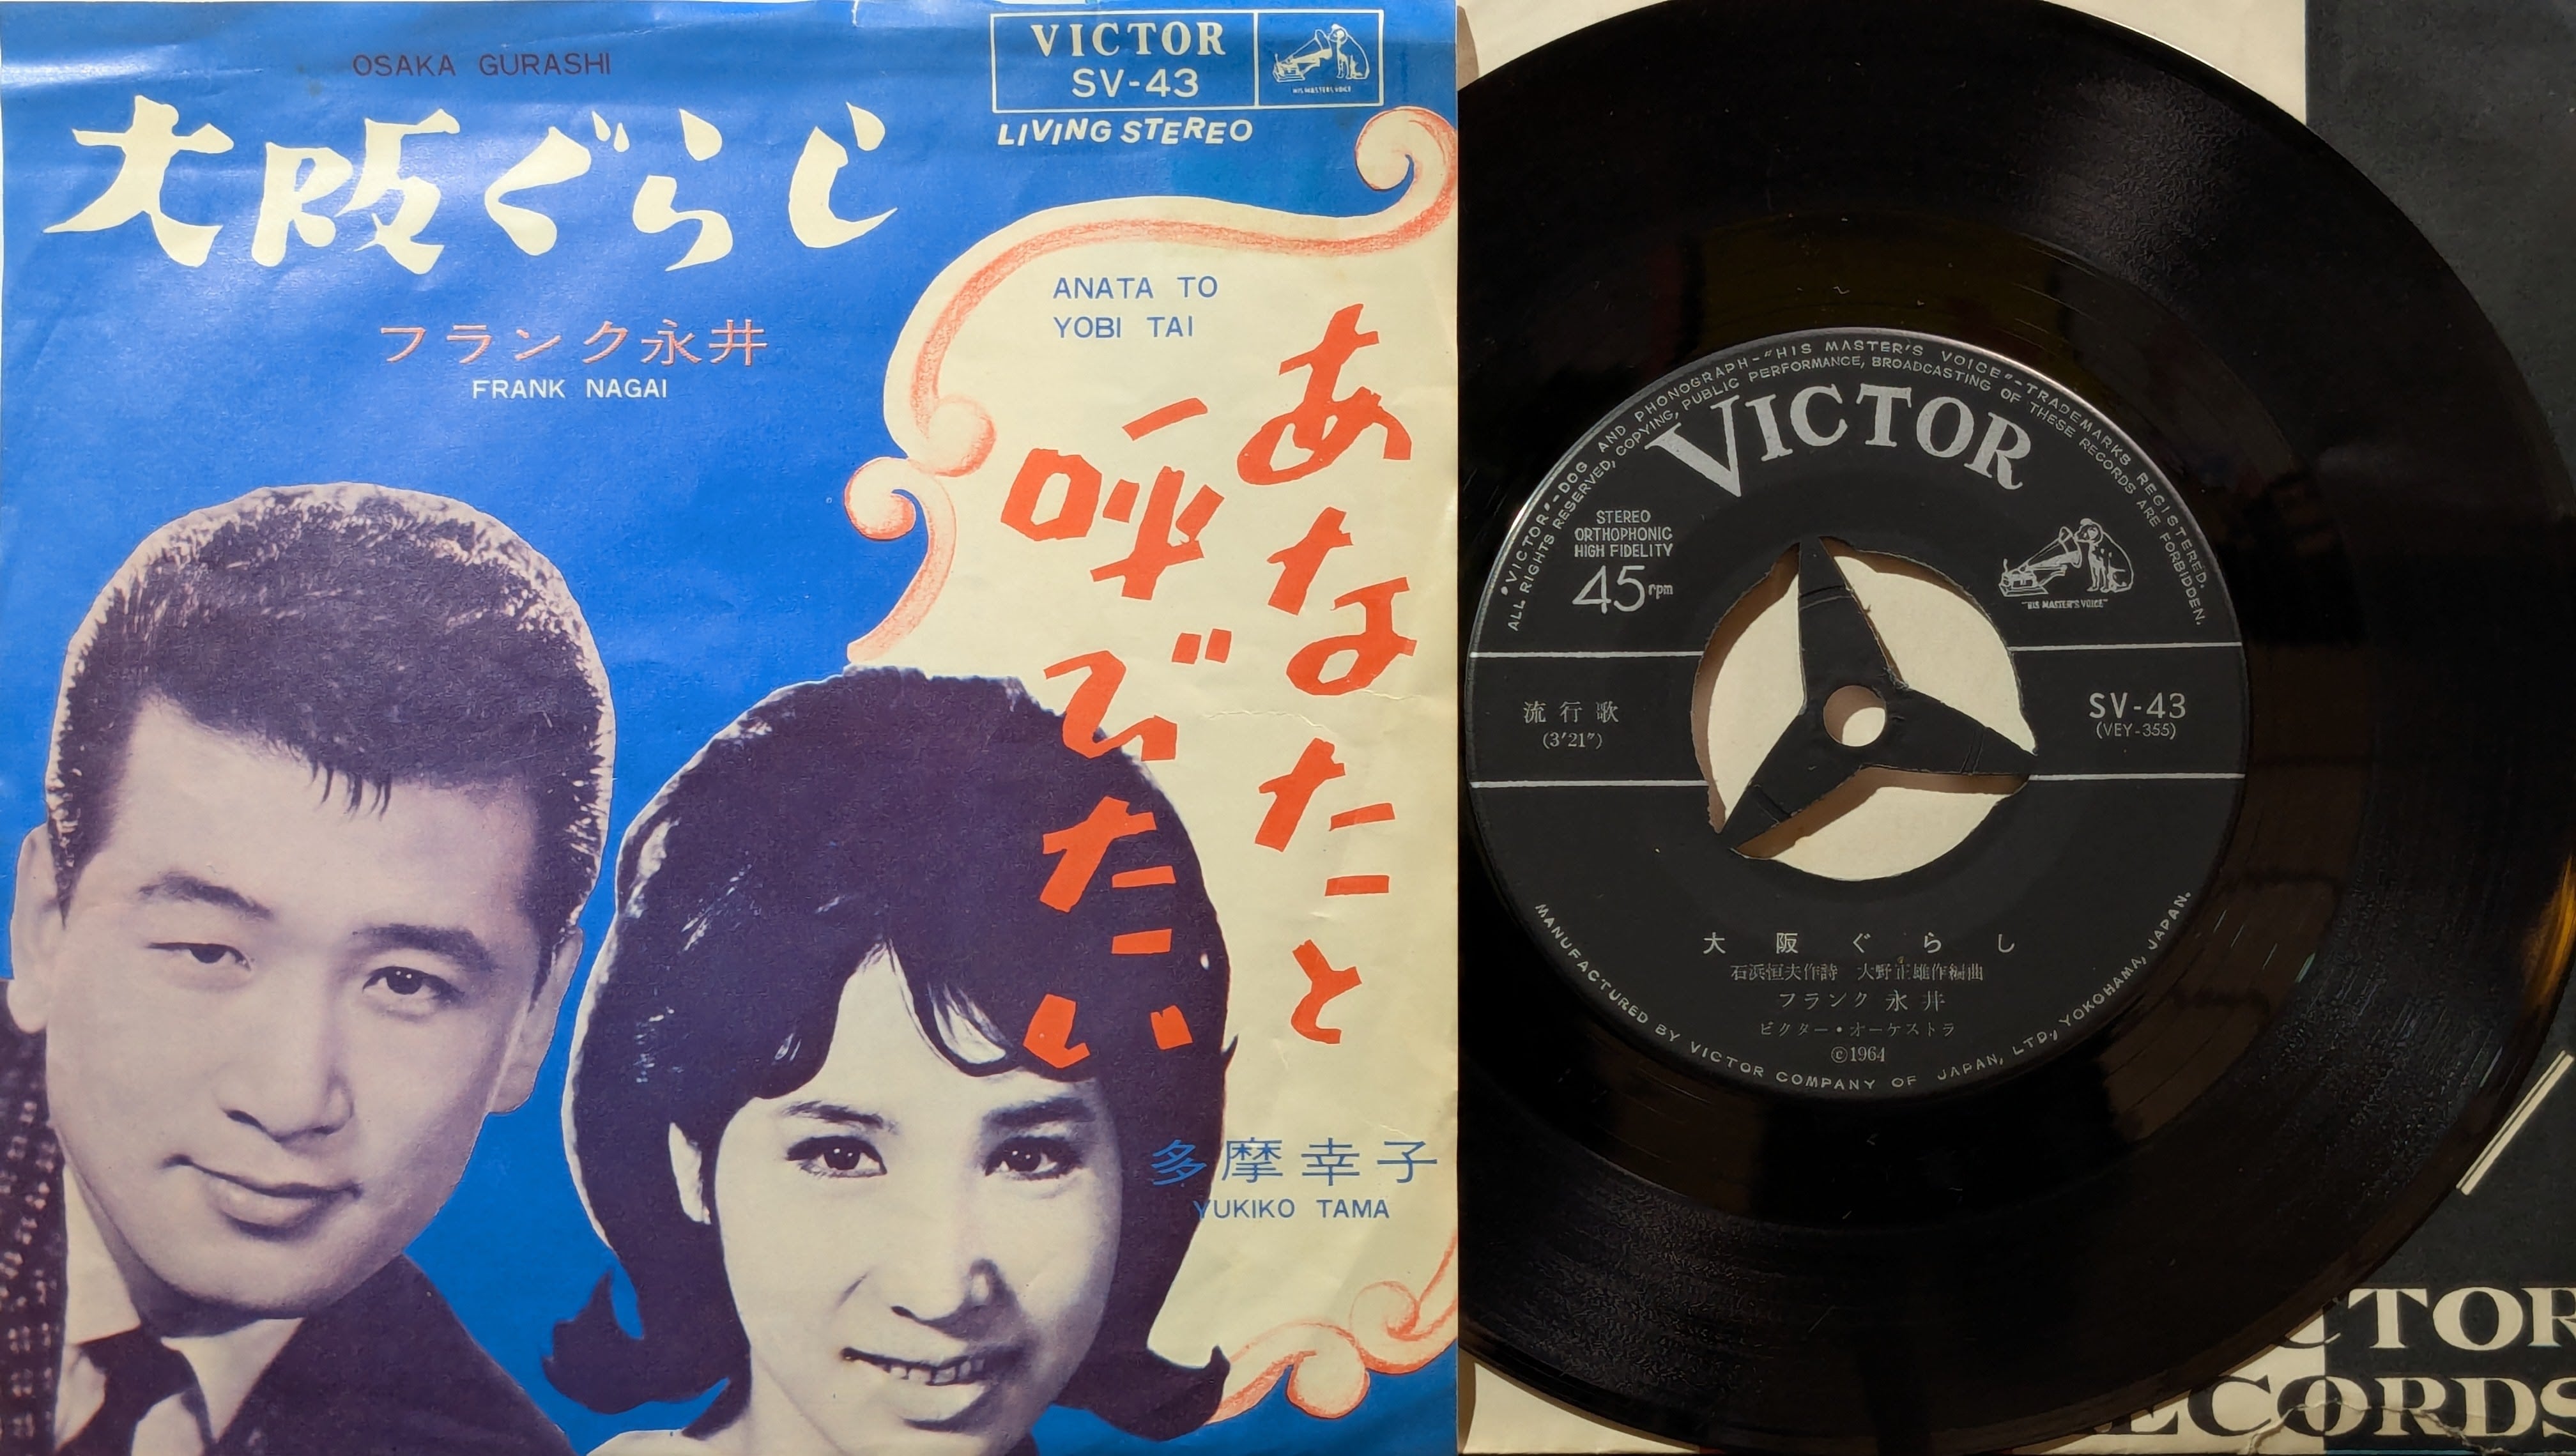 OSAKA GURASHI
大阪ぐらし
フランク永井
FRANK NAGAI
VICTOR
SV-43
HIS MASTER'S VOICE
LIVING STEREO
ANATA TO
YOBI TAI
あなたと
呼びたい
多摩幸子
YUKIKO TAMA
"VICTOR"-DOG AND PHONOGRAPH-"HIS MASTER'S VOICE"-TRADEMARKS REGISTERED.
ALL RIGHTS RESERVED, COPYING, PUBLIC PERFORMANCE, BROADCASTING OF THESE RECORDS ARE FORBIDDEN.
VICTOR
STEREO
ORTHOPHONIC
HIGH FIDELITY
45rpm
"HIS MASTER'S VOICE"
流行歌
(3'21")
SV-43
(VEY-355)
大阪ぐらし
石浜恒夫作詩 大野正雄作編曲
フランク永井
ビクター・オーケストラ
©1964
MANUFACTURED BY VICTOR COMPANY OF JAPAN, LTD., YOKOHAMA, JAPAN.
CTOR
ECORDS